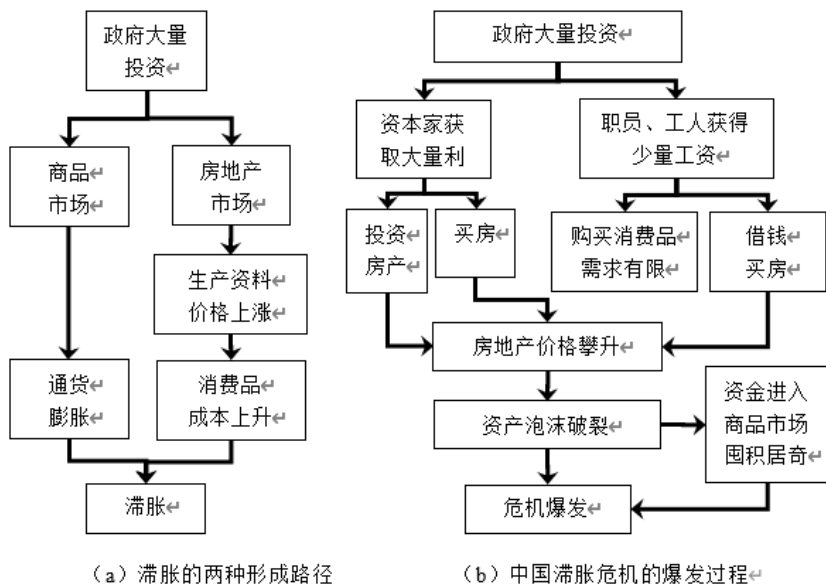 政府大量
投资↵
商品↵
市场↵
房地产
市场↵
生产资料↵
价格上涨↵
通货↵
膨胀↵
消费品↵
成本上升↵
滞胀↵
（a）滞胀的两种形成路径
政府大量投资↵
资本家获
取大量利
职员、工人获得
少量工资↵
投资↵
房产↵
买房↵
购买消费品↵
需求有限↵
借钱↵
买房↵
房地产价格攀升↵
资产泡沫破裂↵
资金进入
商品市场
囤积居奇↵
危机爆发↵
（b）中国滞胀危机的爆发过程↵